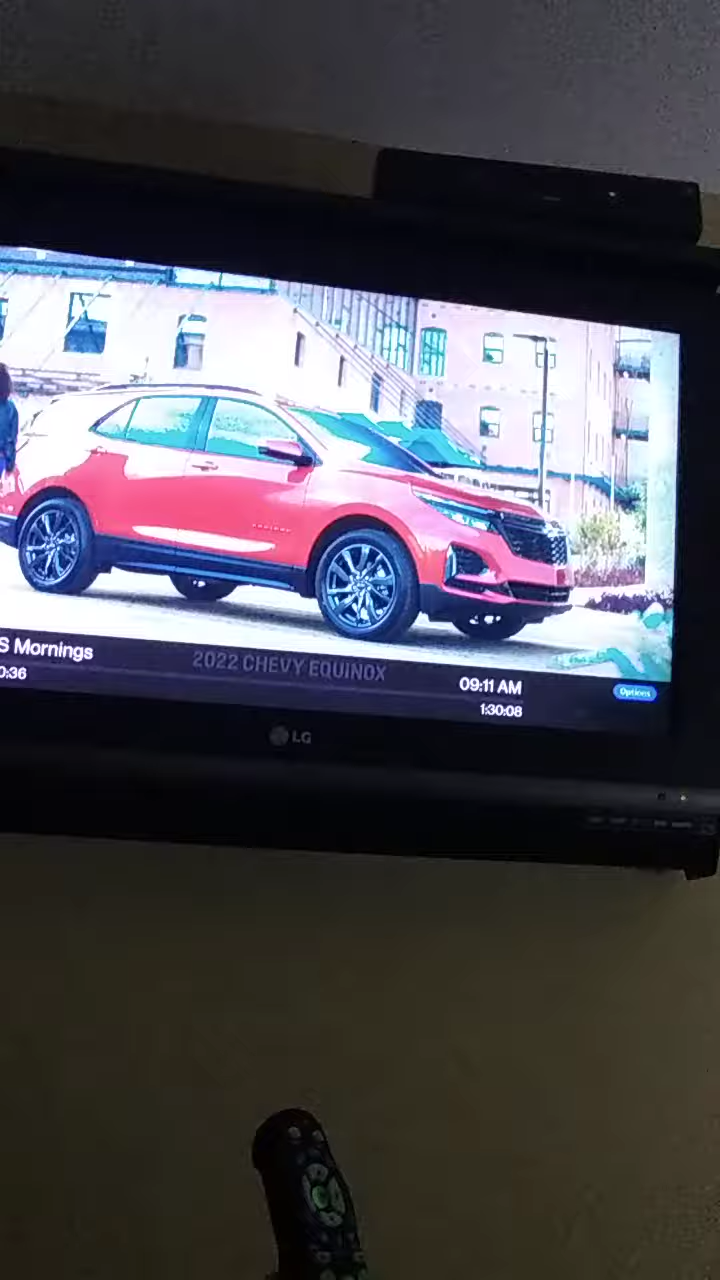 S Mornings
0:36
2022 CHEVY EQUINOX
09:11 AM
1:30:08
Options
LG